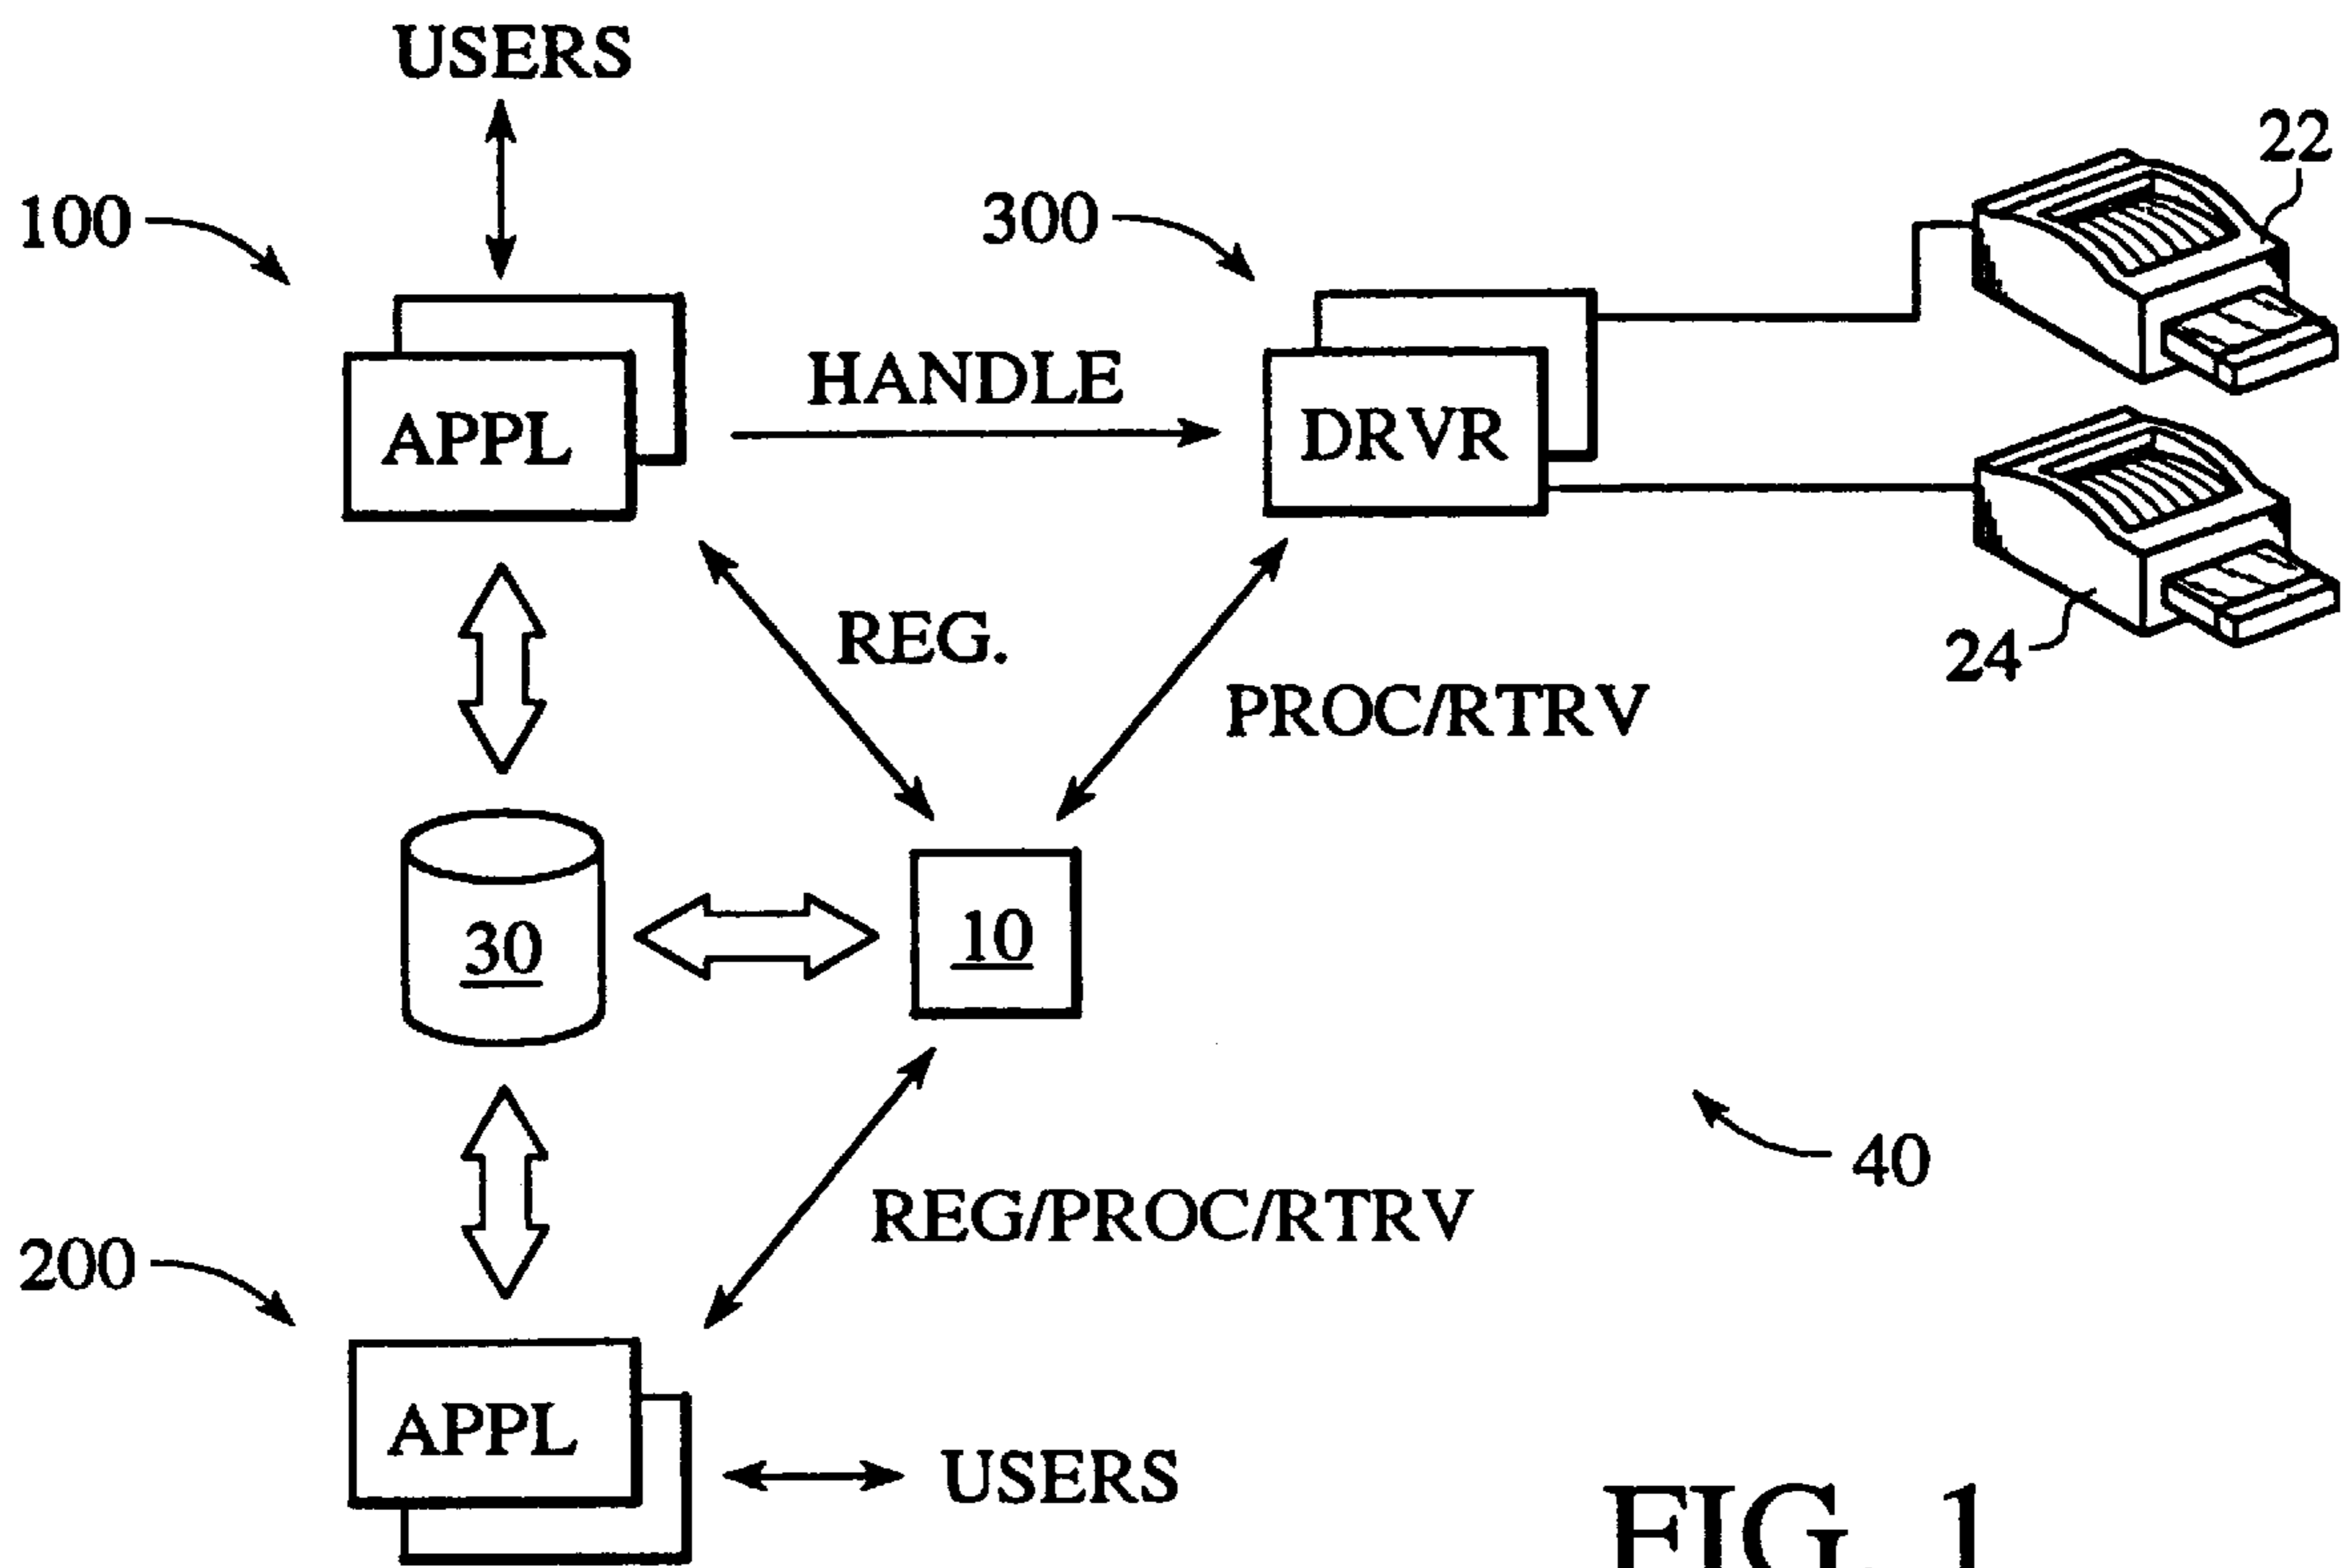 USERS
100
300
22
HANDLE
APPL
DRVR
REG.
24
PROC/RTRV
30
10
40
REG/PROC/RTRV
200
APPL
USERS
FIG. 1